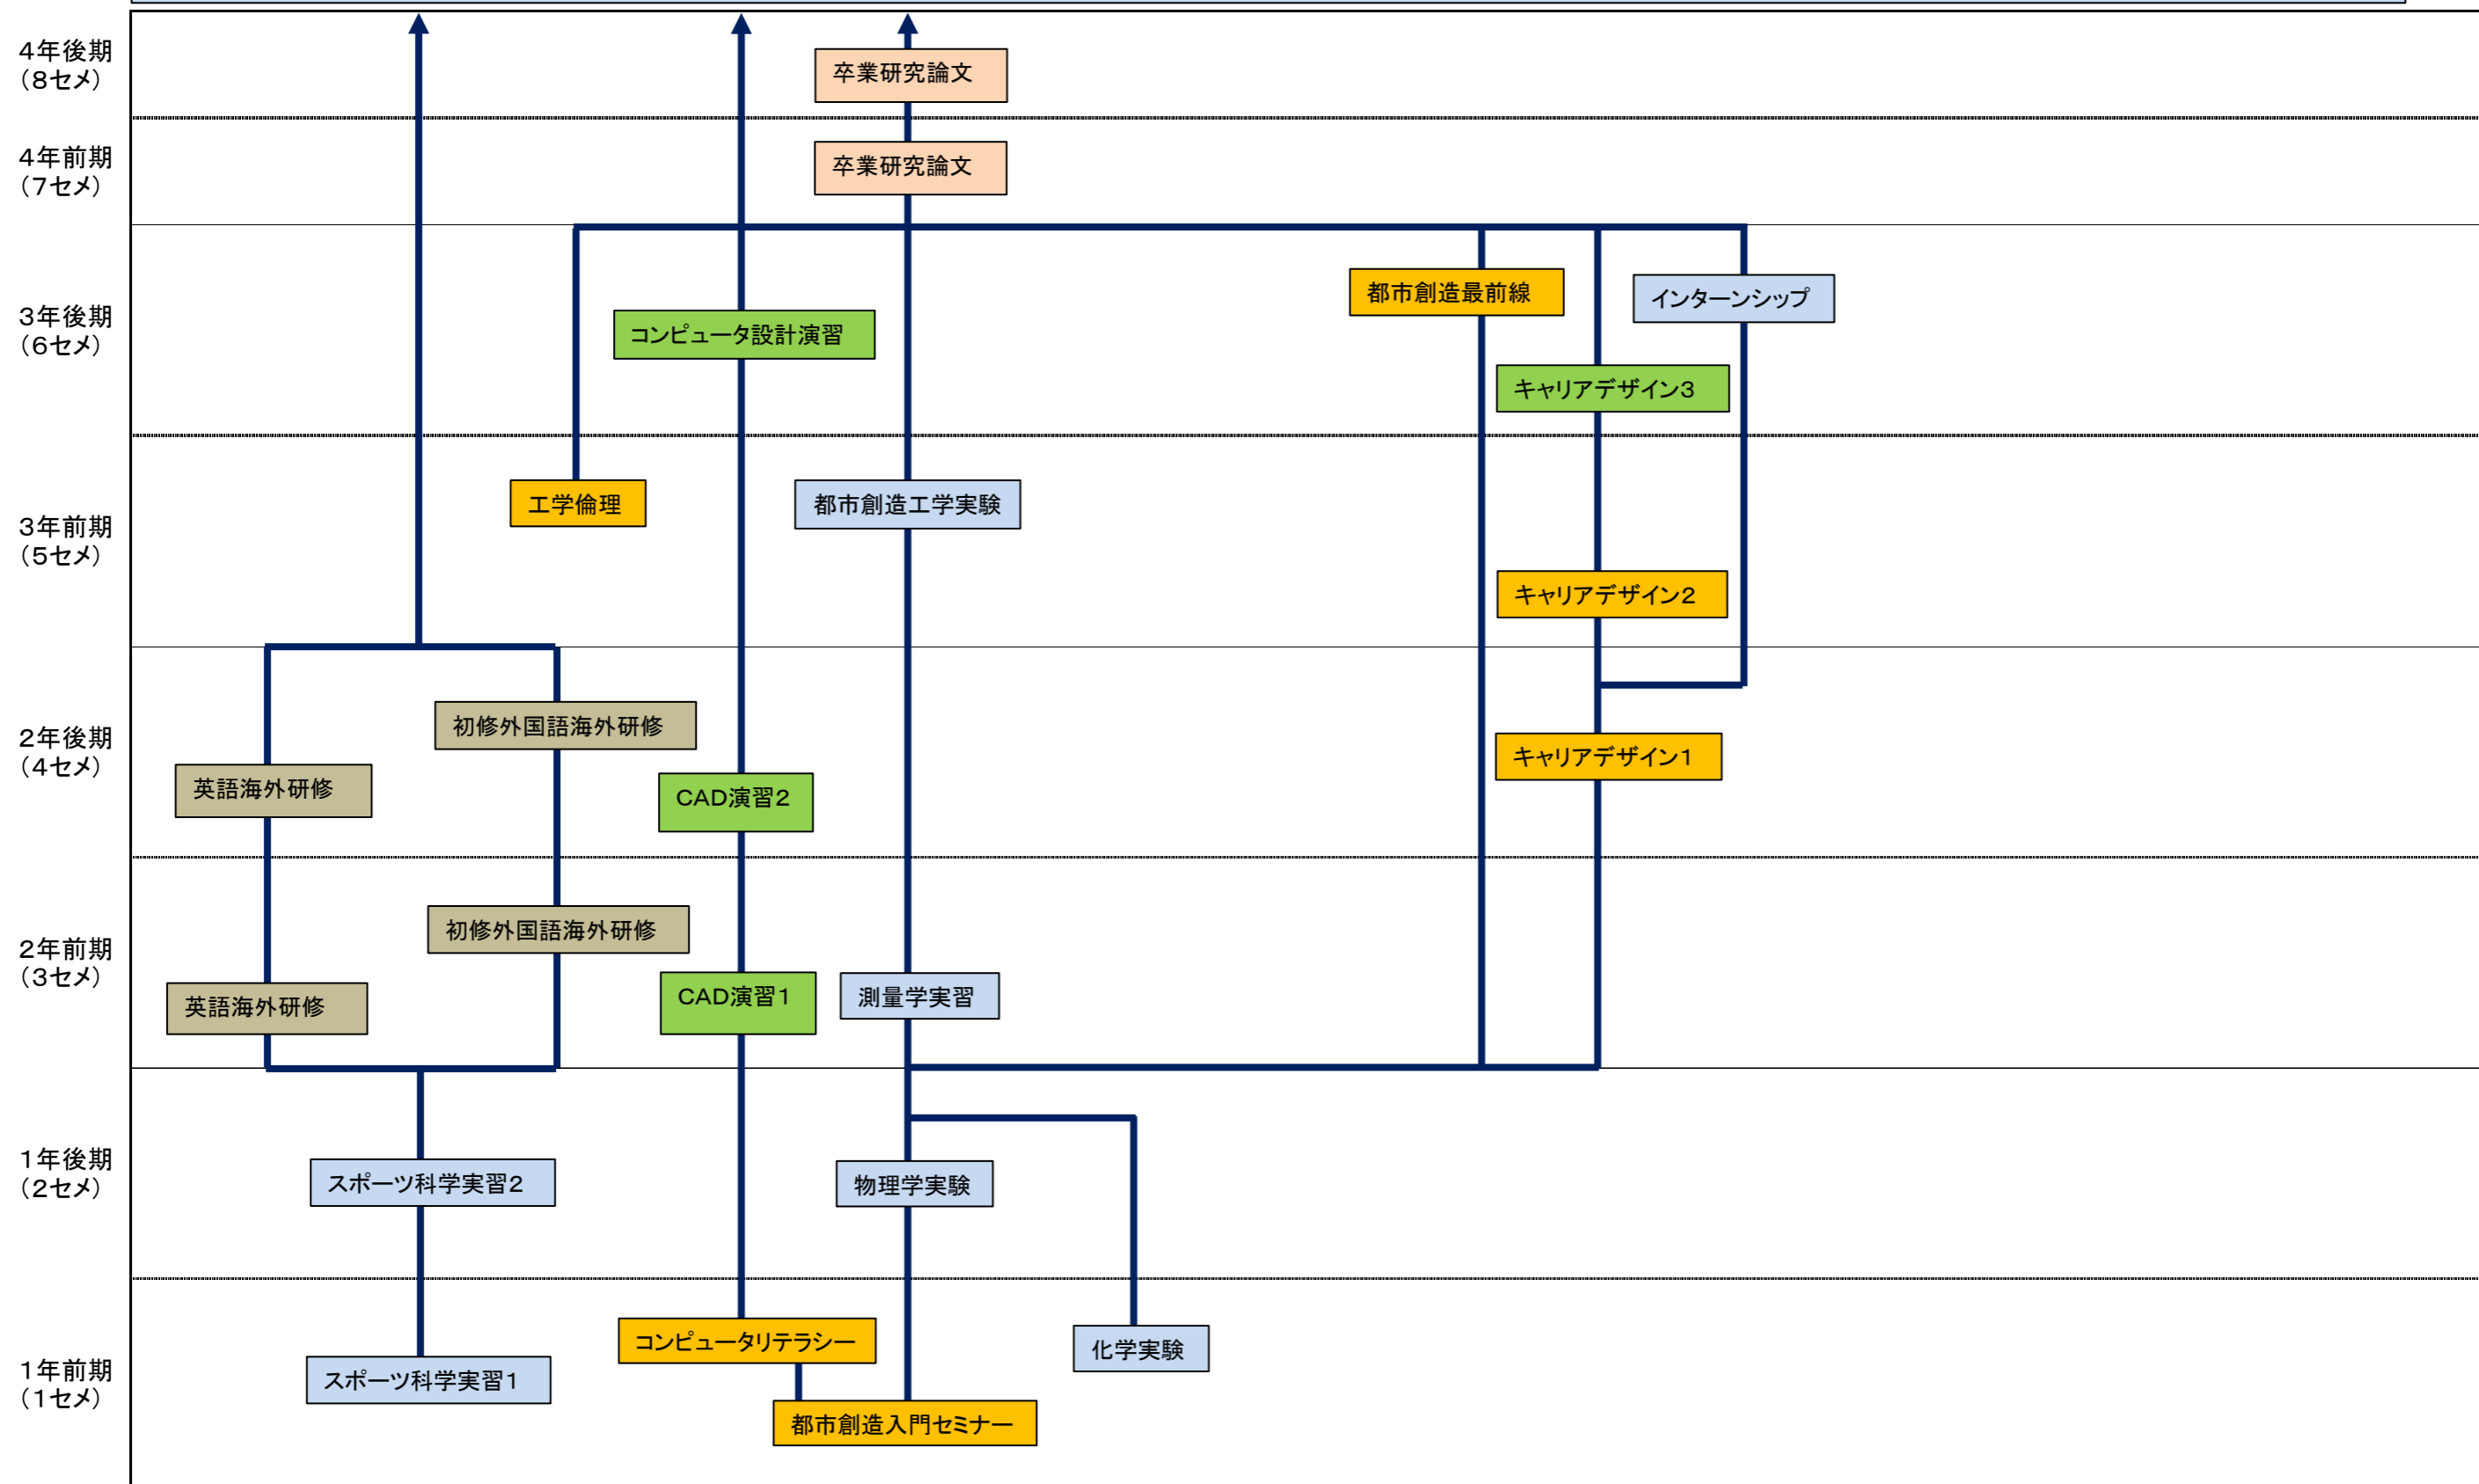 4年後期
（8セメ）
卒業研究論文
4年前期
（7セメ）
卒業研究論文
3年後期
（6セメ）
都市創造最前線
インターンシップ
コンピュータ設計演習
キャリアデザイン3
3年前期
（5セメ）
工学倫理
都市創造工学実験
キャリアデザイン2
2年後期
（4セメ）
初修外国語海外研修
キャリアデザイン1
英語海外研修
CAD演習2
2年前期
（3セメ）
初修外国語海外研修
英語海外研修
CAD演習1
測量学実習
1年後期
（2セメ）
スポーツ科学実習2
物理学実験
1年前期
（1セメ）
コンピュータリテラシー
化学実験
スポーツ科学実習1
都市創造入門セミナー